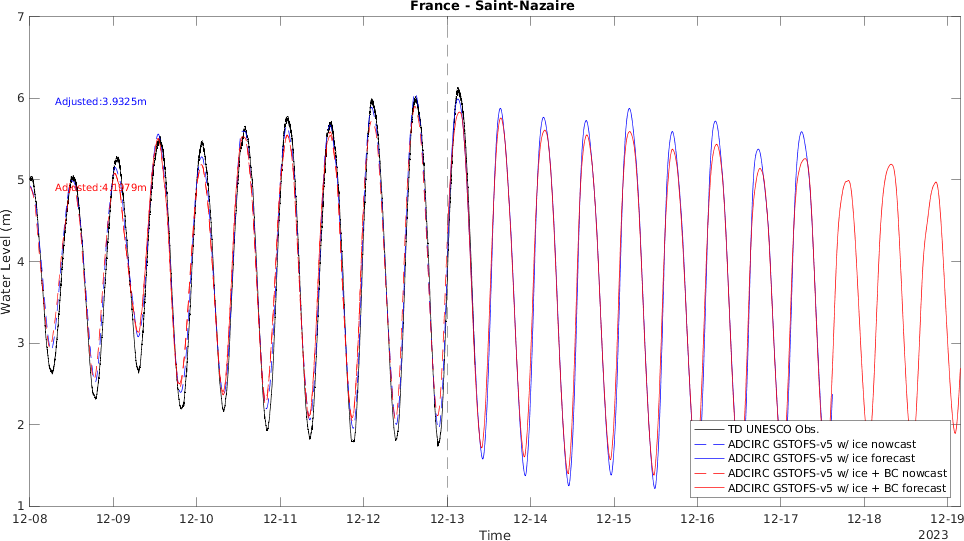 France - Saint-Nazaire
7
6
5
4
3
2
1
Water Level (m)
Adjusted:3.9325m
Adjusted:4.1979m
TD UNESCO Obs.
ADCIRC GSTOFS-v5 w/ ice nowcast
ADCIRC GSTOFS-v5 w/ ice forecast
ADCIRC GSTOFS-v5 w/ ice + BC nowcast
ADCIRC GSTOFS-v5 w/ ice + BC forecast
12-08 12-09 12-10 12-11 12-12 12-13 12-14 12-15 12-16 12-17 12-18 12-19
Time
2023